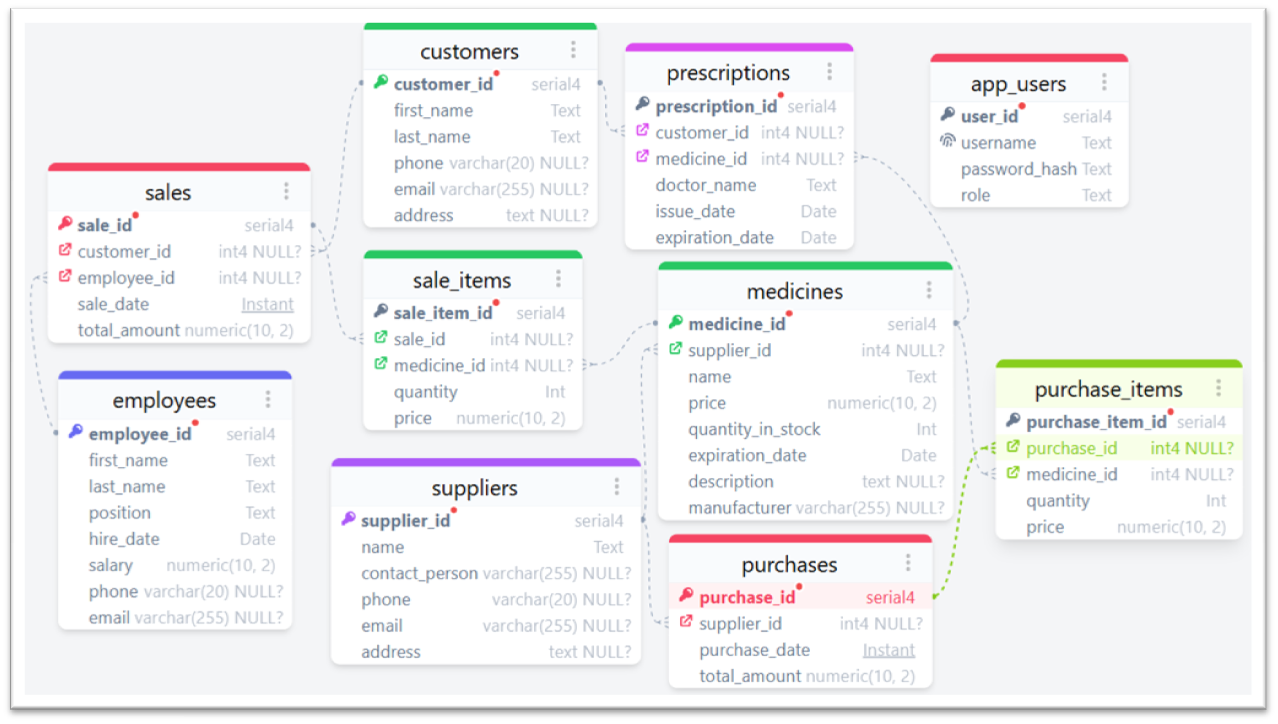 customers
customer_id serial4
first_name Text
last_name Text
phone varchar(20) NULL?
email varchar(255) NULL?
address text NULL?
prescriptions
prescription_id serial4
customer_id int4 NULL?
medicine_id int4 NULL?
doctor_name Text
issue_date Date
expiration_date Date
app_users
user_id serial4
username Text
password_hash Text
role Text
sales
sale_id serial4
customer_id int4 NULL?
employee_id int4 NULL?
sale_date Instant
total_amount numeric(10, 2)
sale_items
sale_item_id serial4
sale_id int4 NULL?
medicine_id int4 NULL?
quantity Int
price numeric(10, 2)
medicines
medicine_id serial4
supplier_id int4 NULL?
name Text
price numeric(10, 2)
quantity_in_stock Int
expiration_date Date
description text NULL?
manufacturer varchar(255) NULL?
purchase_items
purchase_item_id serial4
purchase_id int4 NULL?
medicine_id int4 NULL?
quantity Int
price numeric(10, 2)
employees
employee_id serial4
first_name Text
last_name Text
position Text
hire_date Date
salary numeric(10, 2)
phone varchar(20) NULL?
email varchar(255) NULL?
suppliers
supplier_id serial4
name Text
contact_person varchar(255) NULL?
phone varchar(20) NULL?
email varchar(255) NULL?
address text NULL?
purchases
purchase_id serial4
supplier_id int4 NULL?
purchase_date Instant
total_amount numeric(10, 2)